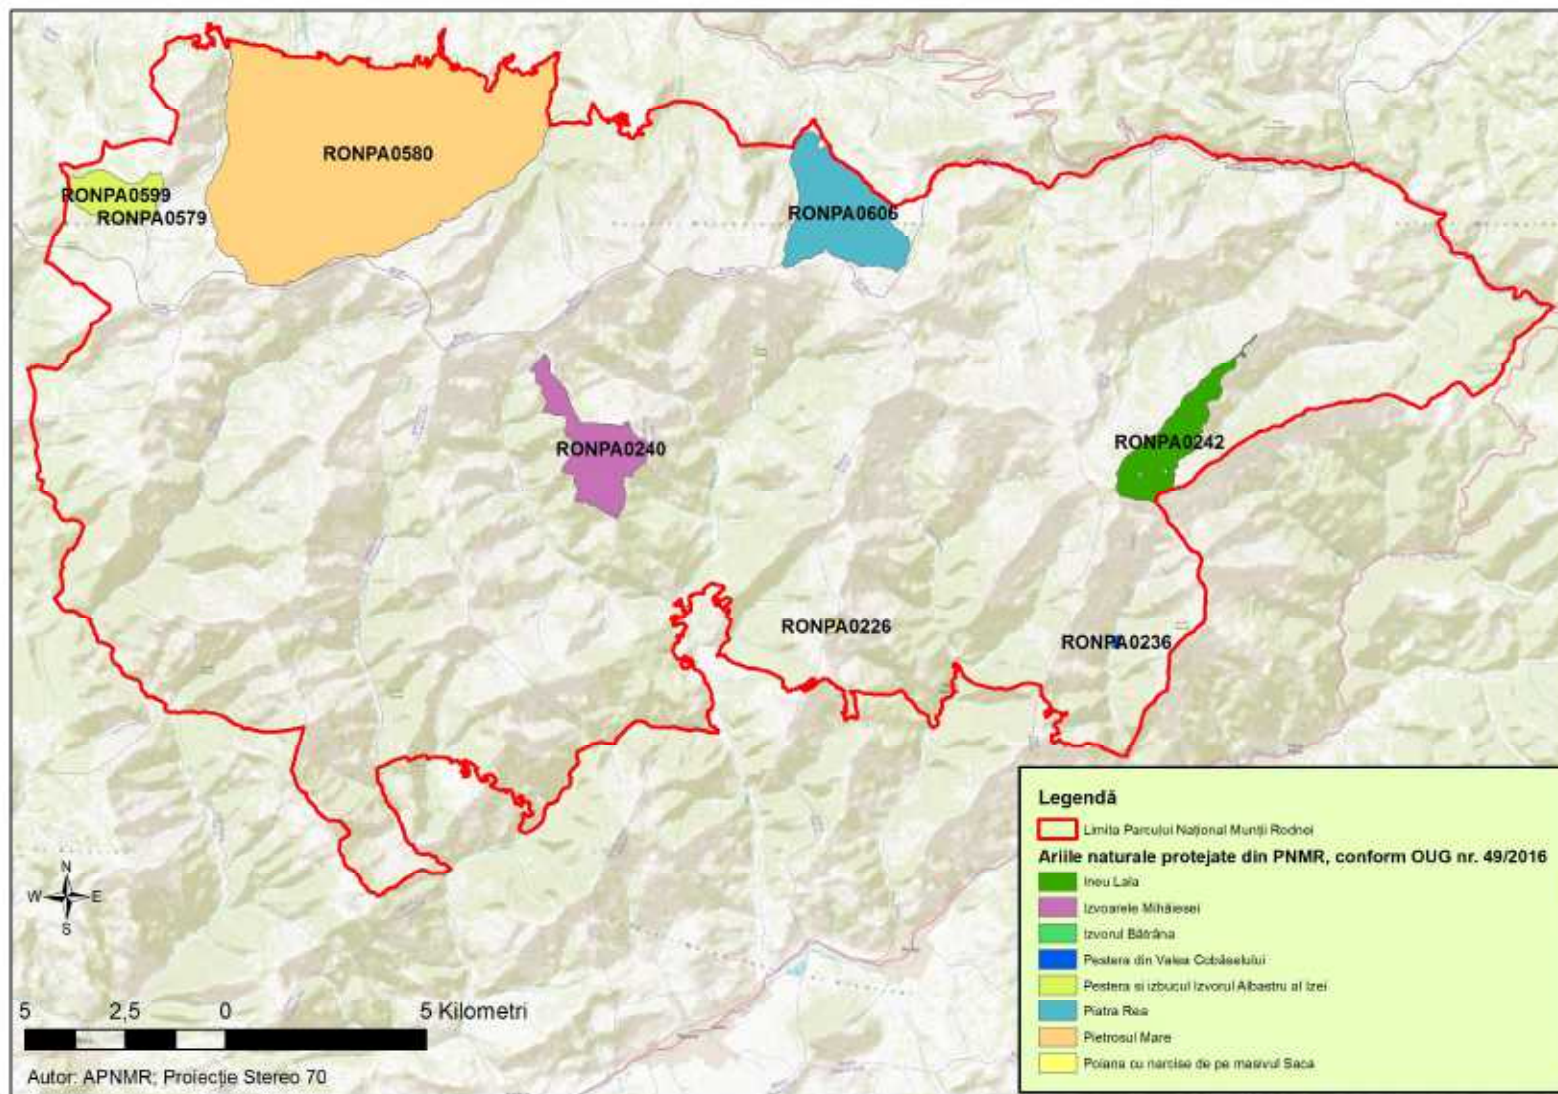 RONPA0580
RONPA0599
RONPA0579
RONPA0606
RONPA0240
RONPA0242
RONPA0226
RONPA0236
N
W E
S
5 2,5 0 5 Kilometri
Autor: APNMR; Proiecție Stereo 70
Legendă
Limita Parcului Național Munții Rodnei
Ariile naturale protejate din PNMR, conform OUG nr. 49/2016
Ineu Lala
Izvoarele Mihăiesei
Izvorul Bătrâna
Pestera din Valea Cobășelului
Pestera si izbucul Izvorul Albastru al Izei
Piatra Rea
Pietrosul Mare
Poiana cu narcise de pe masivul Saca